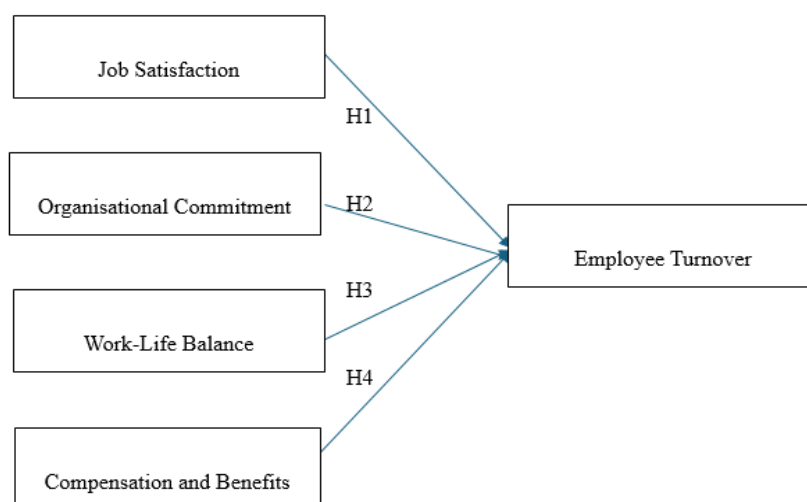 Job Satisfaction
H1
Organisational Commitment
H2
Employee Turnover
H3
Work-Life Balance
H4
Compensation and Benefits